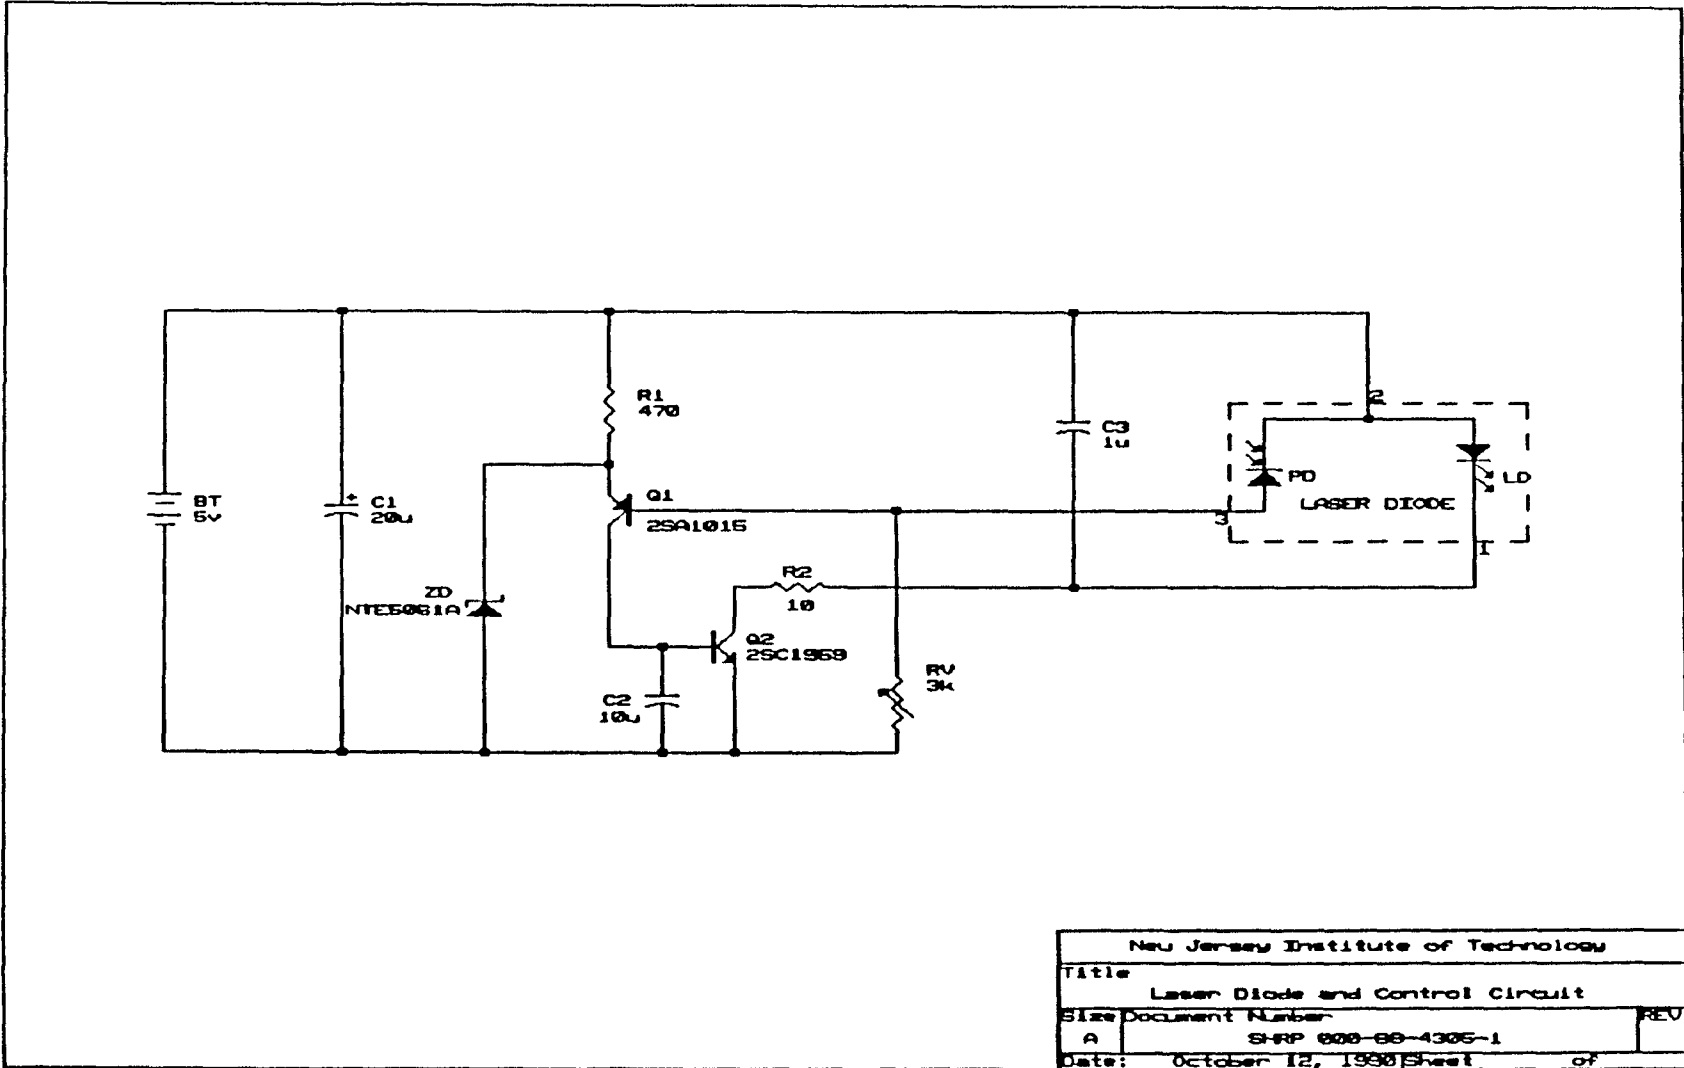 R1
470
2
C3
1u
BT
5v
+
C1
20u
Q1
2SA1015
PD
LD
LASER DIODE
3
1
ZD
R2
10
Q2
C2
10u
RV
3k
New Jersey Institute of Technology
Title
Laser Diode and Control Circuit
Size
Document Number
REV
A
SHRP 000-88-4305-1
Date:
October 12, 1990
Sheet
of